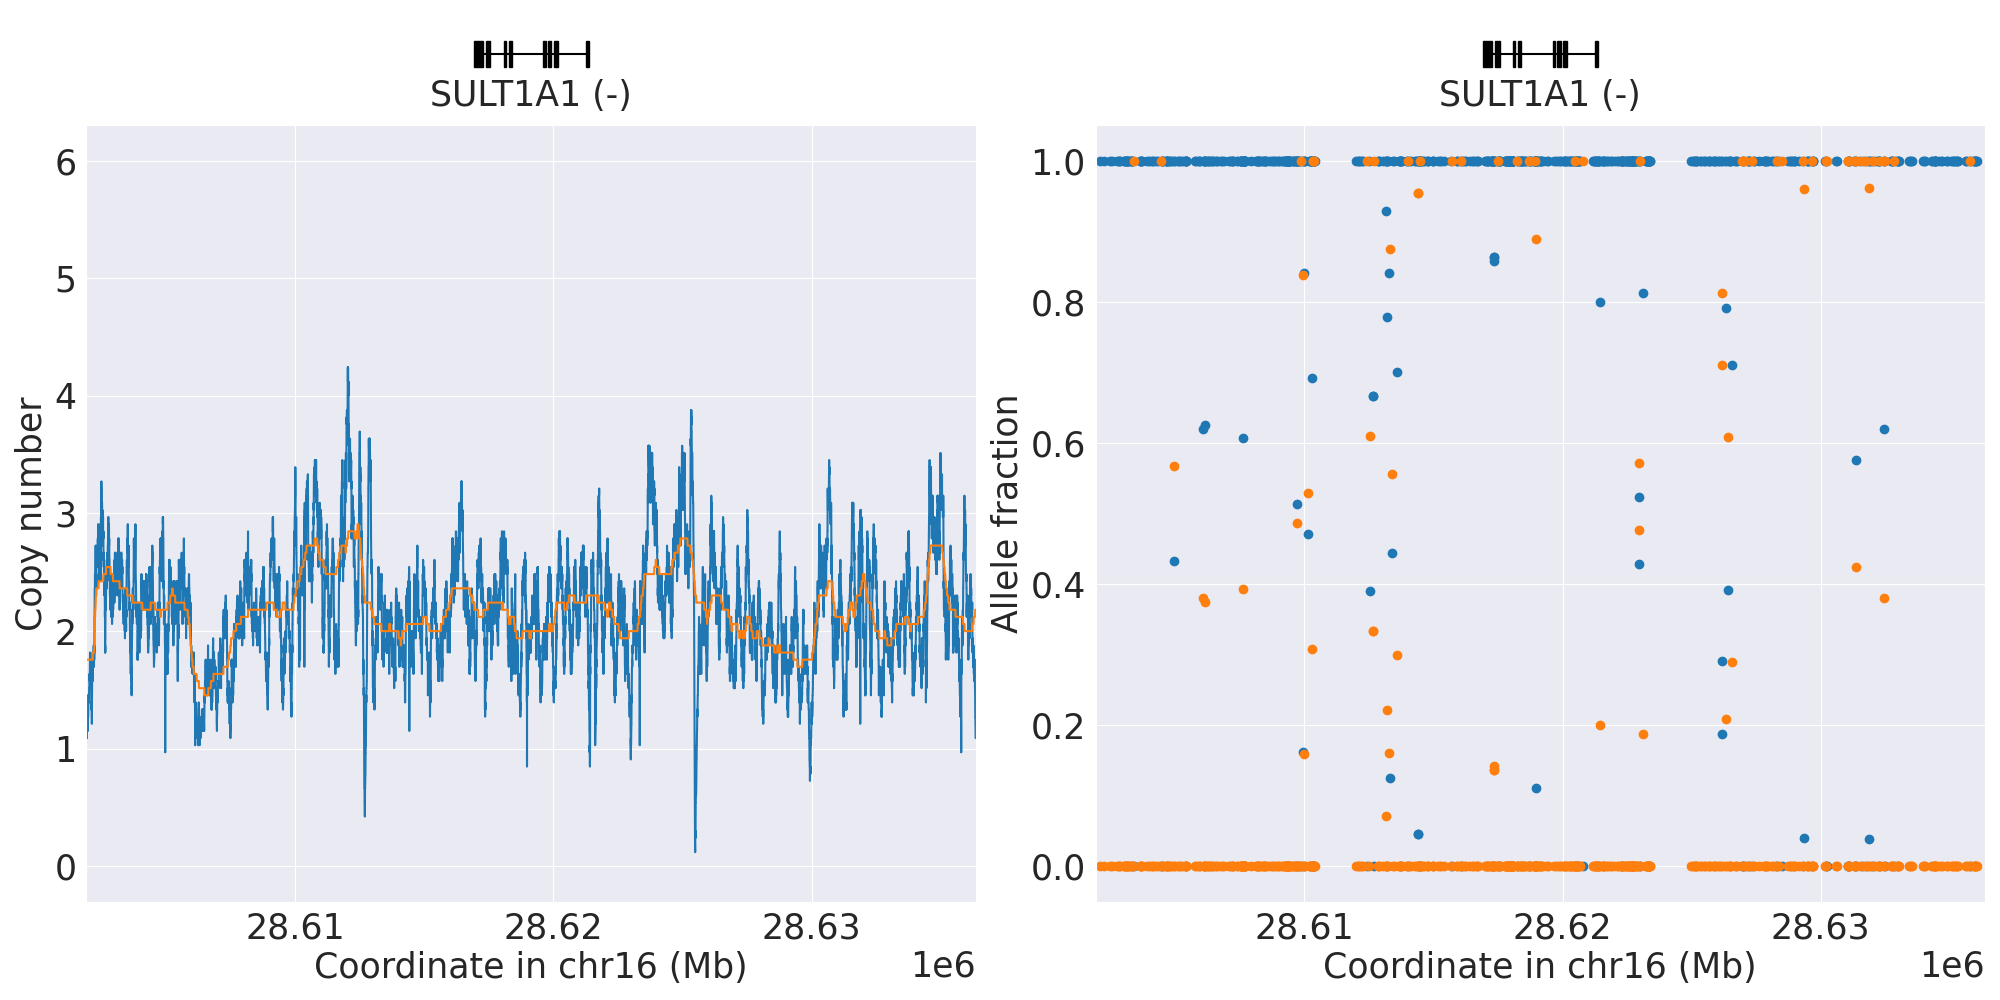 SULT1A1 (-)
6
5
4
3
2
1
0
Copy number
28.61
28.62
28.63
Coordinate in chr16 (Mb)
1e6
SULT1A1 (-)
1.0
0.8
0.6
0.4
0.2
0.0
Allele fraction
28.61
28.62
28.63
Coordinate in chr16 (Mb)
1e6